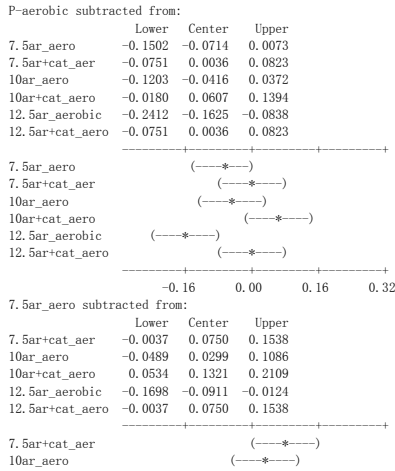 P-aerobic subtracted from:
Lower Center Upper
7.5ar_aero -0.1502 -0.0714 0.0073
7.5ar+cat_aer -0.0751 0.0036 0.0823
10ar_aero -0.1203 -0.0416 0.0372
10ar+cat_aero -0.0180 0.0607 0.1394
12.5ar_aerobic -0.2412 -0.1625 -0.0838
12.5ar+cat_aero -0.0751 0.0036 0.0823
---------+---------+---------+---------+
7.5ar_aero (----*---)
7.5ar+cat_aer (----*----)
10ar_aero (----*----)
10ar+cat_aero (----*----)
12.5ar_aerobic (----*----)
12.5ar+cat_aero (----*----)
---------+---------+---------+---------+
-0.16 0.00 0.16 0.32
7.5ar_aero subtracted from:
Lower Center Upper
7.5ar+cat_aer -0.0037 0.0750 0.1538
10ar_aero -0.0489 0.0299 0.1086
10ar+cat_aero 0.0534 0.1321 0.2109
12.5ar_aerobic -0.1698 -0.0911 -0.0124
12.5ar+cat_aero -0.0037 0.0750 0.1538
---------+---------+---------+---------+
7.5ar+cat_aer (----*----)
10ar_aero (----*----)